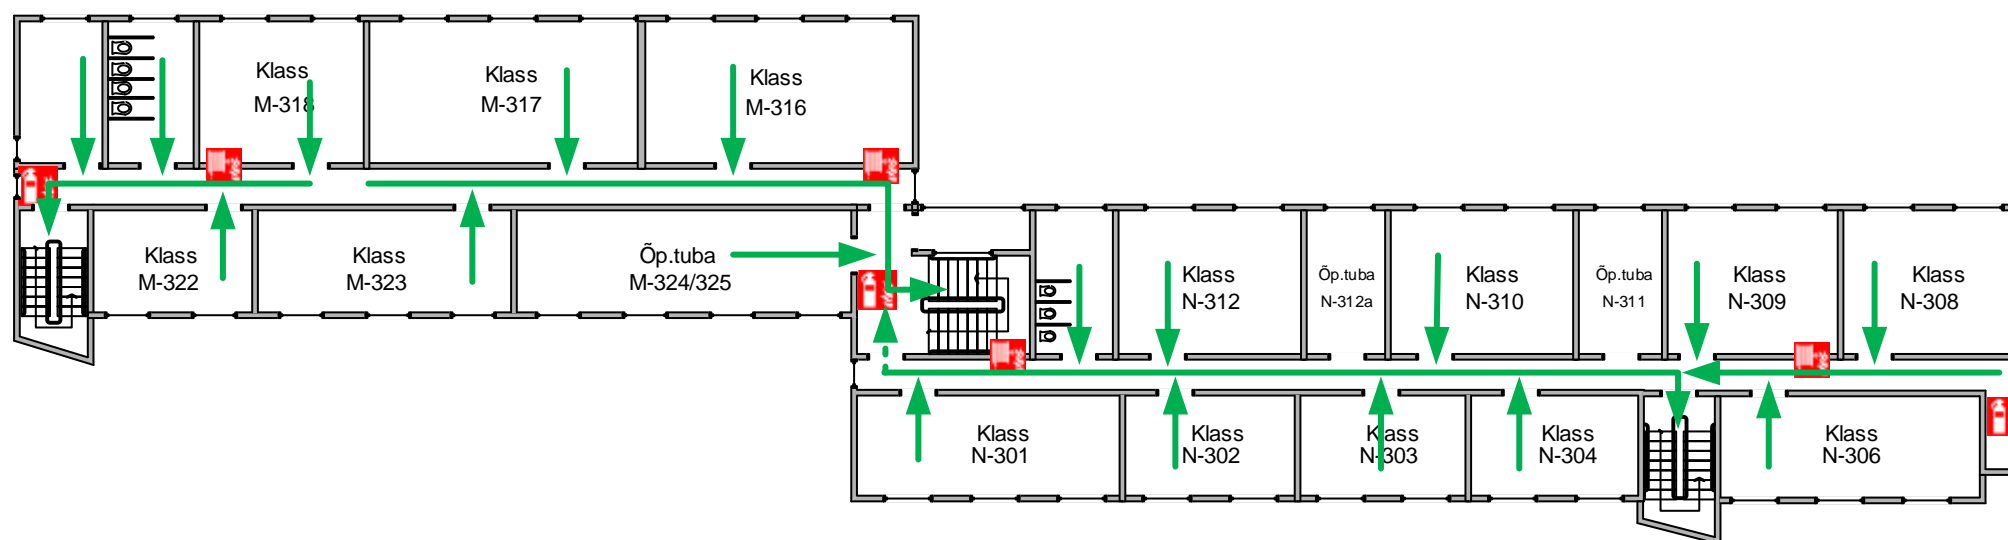 Klass
M-318
Klass
M-317
Klass
M-316
Klass
M-322
Klass
M-323
Õp.tuba
M-324/325
Klass
N-312
Õp.tuba
N-312a
Klass
N-310
Õp.tuba
N-311
Klass
N-309
Klass
N-308
Klass
N-301
Klass
N-302
Klass
N-303
Klass
N-304
Klass
N-306